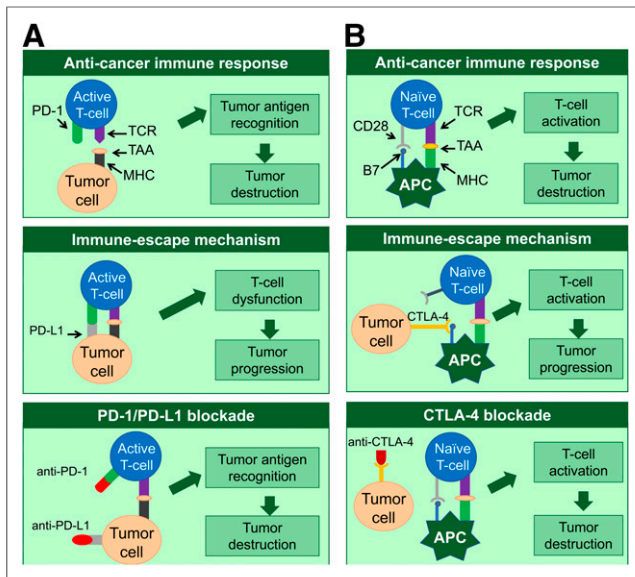 A
Anti-cancer immune response
Active
T-cell
PD-1
TCR
TAA
MHC
Tumor
cell
Tumor antigen
recognition
Tumor
destruction
Immune-escape mechanism
Active
T-cell
PD-L1
Tumor
cell
T-cell
dysfunction
Tumor
progression
PD-1/PD-L1 blockade
Active
T-cell
anti-PD-1
anti-PD-L1
Tumor
cell
Tumor antigen
recognition
Tumor
destruction
B
Anti-cancer immune response
Naïve
T-cell
CD28
TCR
TAA
B7
MHC
APC
T-cell
activation
Tumor
destruction
Immune-escape mechanism
Naïve
T-cell
Tumor
cell
CTLA-4
APC
T-cell
activation
Tumor
progression
CTLA-4 blockade
anti-CTLA-4
Naïve
T-cell
Tumor
cell
APC
T-cell
activation
Tumor
destruction